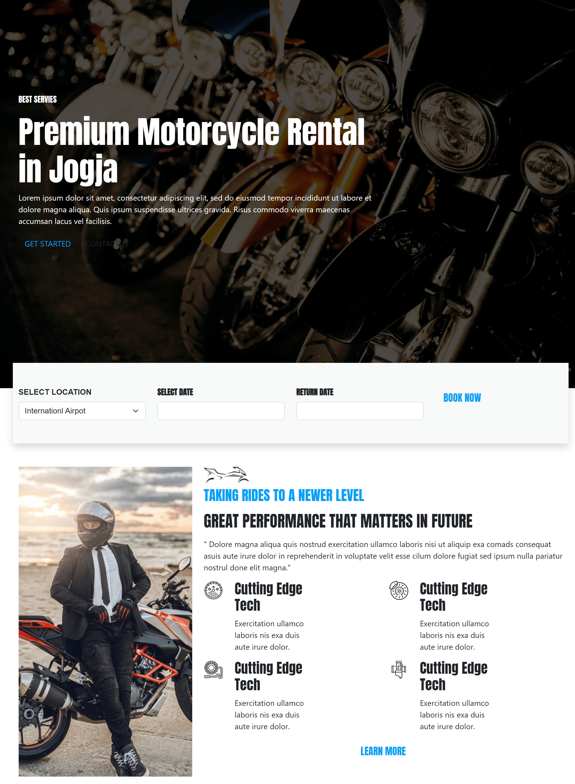 BEST SERVIES
Premium Motorcycle Rental
in Jogja
Lorem ipsum dolor sit amet, consectetur adipiscing elit, sed do eiusmod tempor incididunt ut labore et
dolore magna aliqua. Quis ipsum suspendisse ultrices gravida. Risus commodo viverra maecenas
accumsan lacus vel facilisis.
GET STARTED
SELECT LOCATION
SELECT DATE
RETURN DATE
BOOK NOW
Internationl Airpot
TAKING RIDES TO A NEWER LEVEL
GREAT PERFORMANCE THAT MATTERS IN FUTURE
" Dolore magna aliqua quis nostrud exercitation ullamco laboris nisi ut aliquip exa comads consequat
asuis aute irure dolor in reprehenderit in voluptate velit esse cilum dolore fugiat sed ipsum nulla pariatur
nostrul done elit magna."
Cutting Edge
Tech
Exercitation ullamco
laboris nis exa duis
aute irure dolor.
Cutting Edge
Tech
Exercitation ullamco
laboris nis exa duis
aute irure dolor.
Cutting Edge
Tech
Exercitation ullamco
laboris nis exa duis
aute irure dolor.
Cutting Edge
Tech
Exercitation ullamco
laboris nis exa duis
aute irure dolor.
LEARN MORE